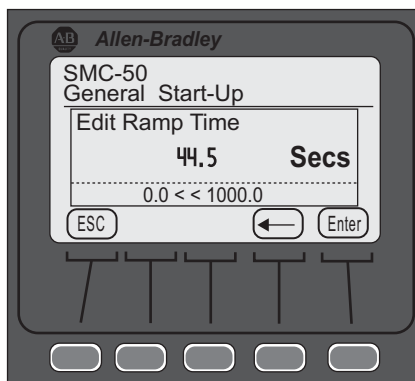 AB Allen-Bradley
SMC-50
General Start-Up
Edit Ramp Time
44.5 Secs
0.0 < < 1000.0
ESC ← Enter